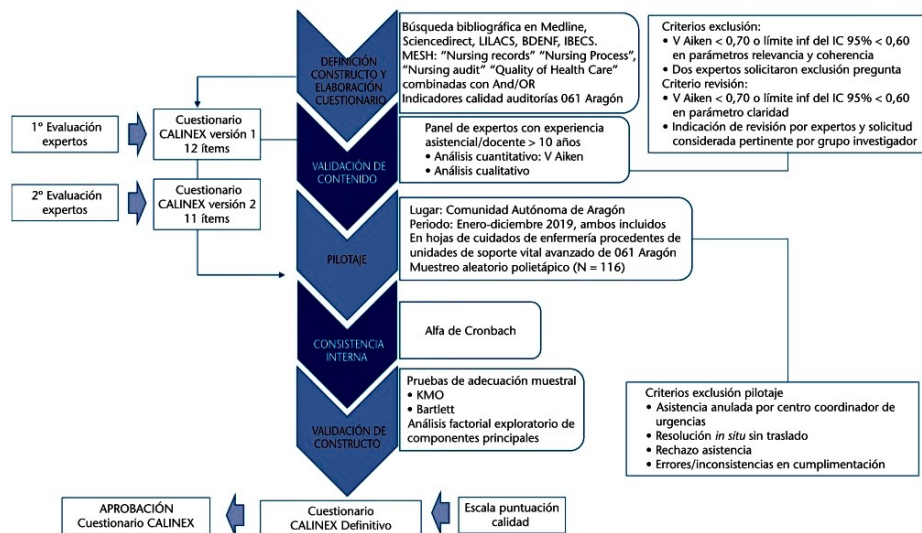 DEFINICIÓN
CONSTRUCTO Y
ELABORACIÓN
CUESTIONARIO
Búsqueda bibliográfica en Medline,
Sciencedirect, LILACS, BDENF, IBECS.
MESH: “Nursing records” “Nursing Process”,
“Nursing audit” “Quality of Health Care”
combinadas con And/OR
Indicadores calidad auditorías 061 Aragón
Criterios exclusión:
• V Aiken < 0,70 o límite inf del IC 95% < 0,60
en parámetros relevancia y coherencia
• Dos expertos solicitaron exclusión pregunta
Criterio revisión:
• V Aiken < 0,70 o límite inf del IC 95% < 0,60
en parámetro claridad
• Indicación de revisión por expertos y solicitud
considerada pertinente por grupo investigador
1º Evaluación
expertos
Cuestionario
CALINEX versión 1
12 ítems
VALIDACIÓN DE
CONTENIDO
Panel de expertos con experiencia
asistencial/docente > 10 años
• Análisis cuantitativo: V Aiken
• Análisis cualitativo
2º Evaluación
expertos
Cuestionario
CALINEX versión 2
11 ítems
PILOTAJE
Lugar: Comunidad Autónoma de Aragón
Periodo: Enero-diciembre 2019, ambos incluidos
En hojas de cuidados de enfermería procedentes de
unidades de soporte vital avanzado de 061 Aragón
Muestreo aleatorio polietápico (N = 116)
CONSISTENCIA
INTERNA
Alfa de Cronbach
VALIDACIÓN DE
CONSTRUCTO
Pruebas de adecuación muestral
• KMO
• Bartlett
Análisis factorial exploratorio de
componentes principales
Criterios exclusión pilotaje
• Asistencia anulada por centro coordinador de
urgencias
• Resolución in situ sin traslado
• Rechazo asistencia
• Errores/inconsistencias en cumplimentación
APROBACIÓN
Cuestionario CALINEX
Cuestionario
CALINEX Definitivo
Escala puntuación
calidad